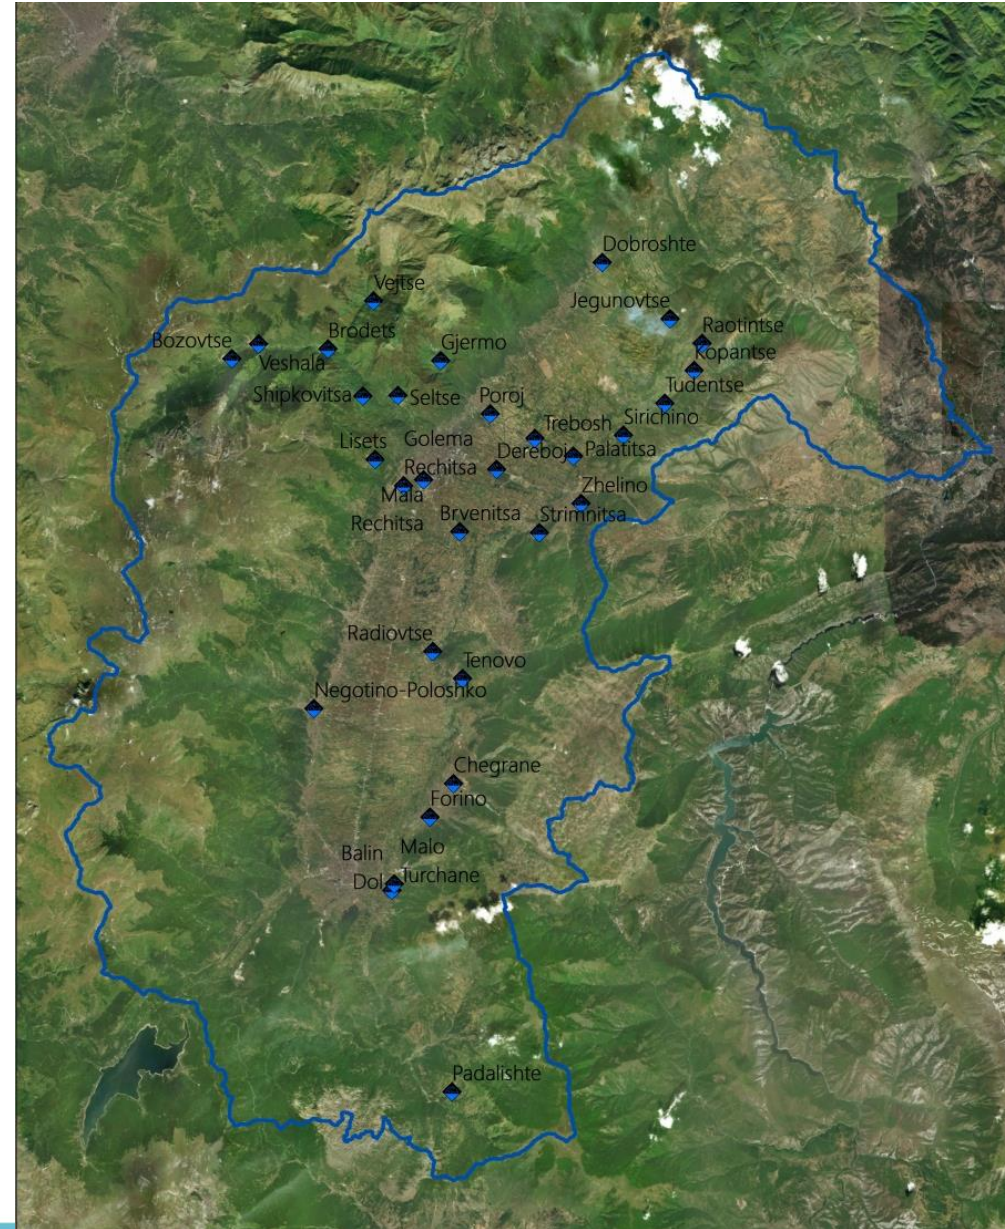 Dobroshte
Vejtse
Jegunovtse
Raotintse
Brodets
Bozovtse
Gjermo
Kopantse
Veshala
Tudentse
Shipkovitsa
Seltse
Poroj
Sirichino
Trebosh
Lisets
Golema
Rechitsa
Dereboj
Palatitsa
Mala
Rechitsa
Zhelino
Brvenitsa
Strimnitsa
Radiovtse
Tenovo
Negotino-Poloshko
Chegrane
Forino
Malo
Turchane
Balin
Dol
Padalishte